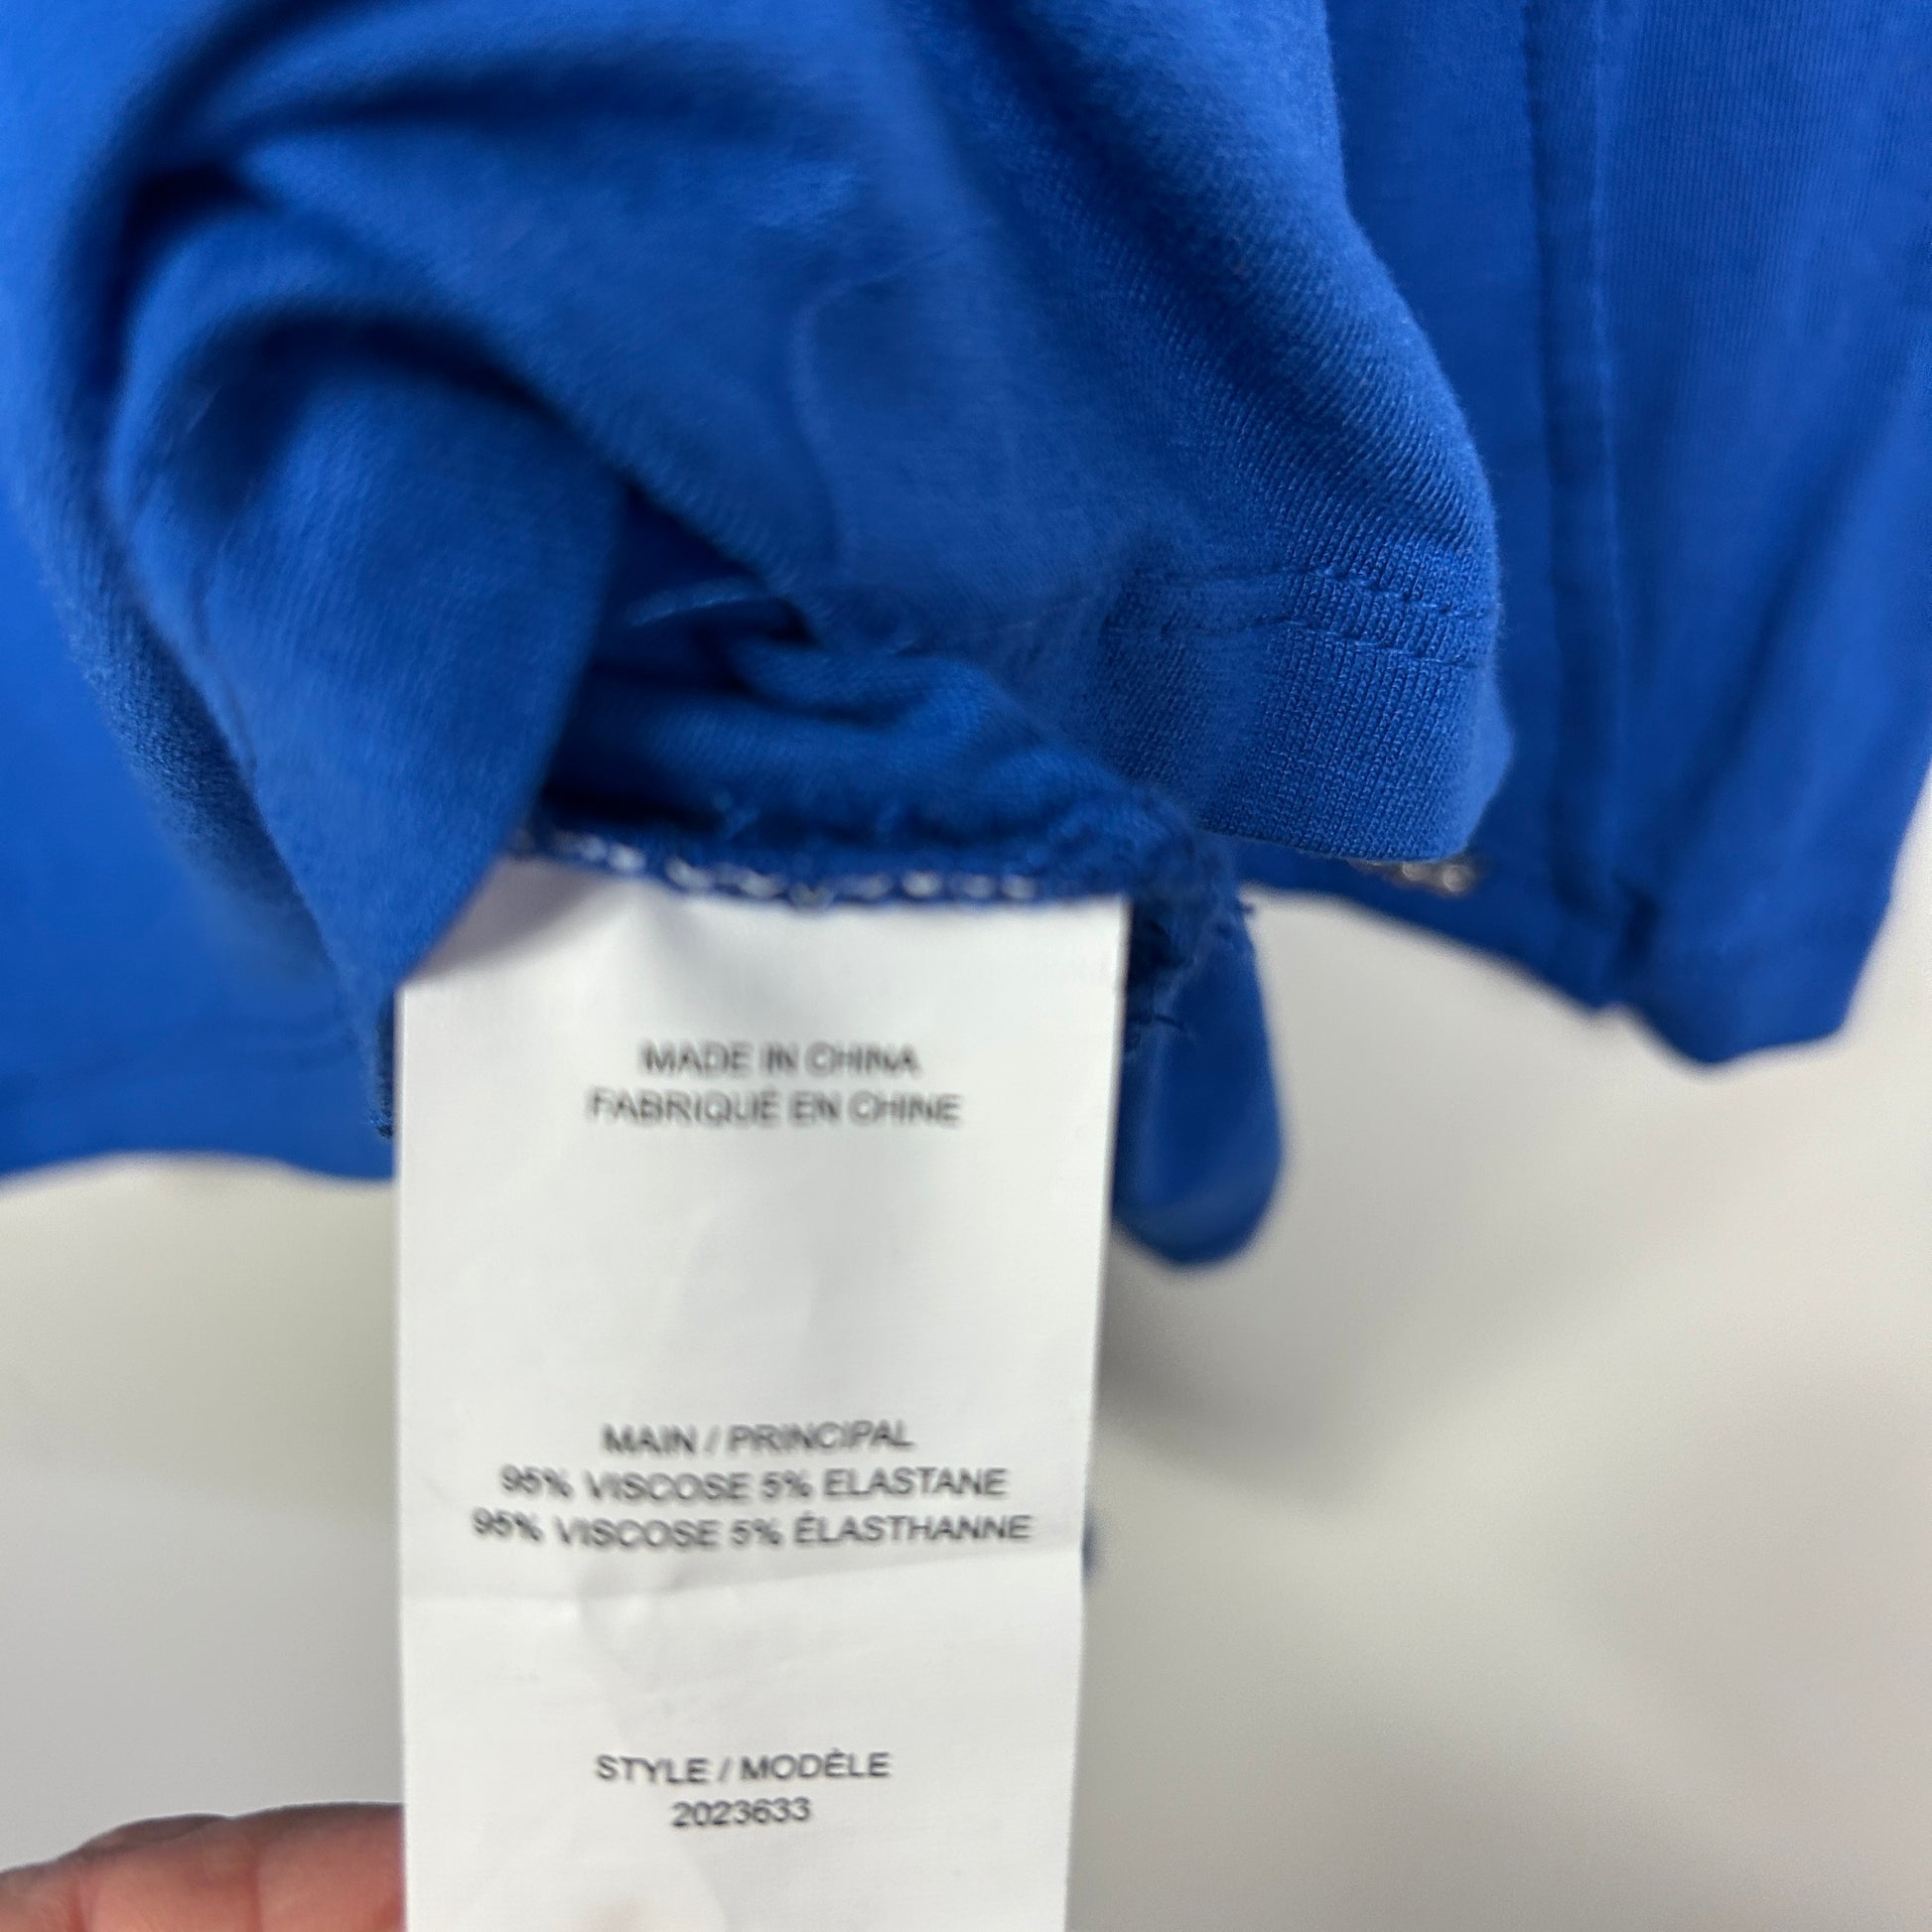 MADE IN CHINA
FABRIQUÉ EN CHINE
MAIN / PRINCIPAL
95% VISCOSE 5% ELASTANE
95% VISCOSE 5% ÉLASTHANNE
STYLE / MODÈLE
2023633